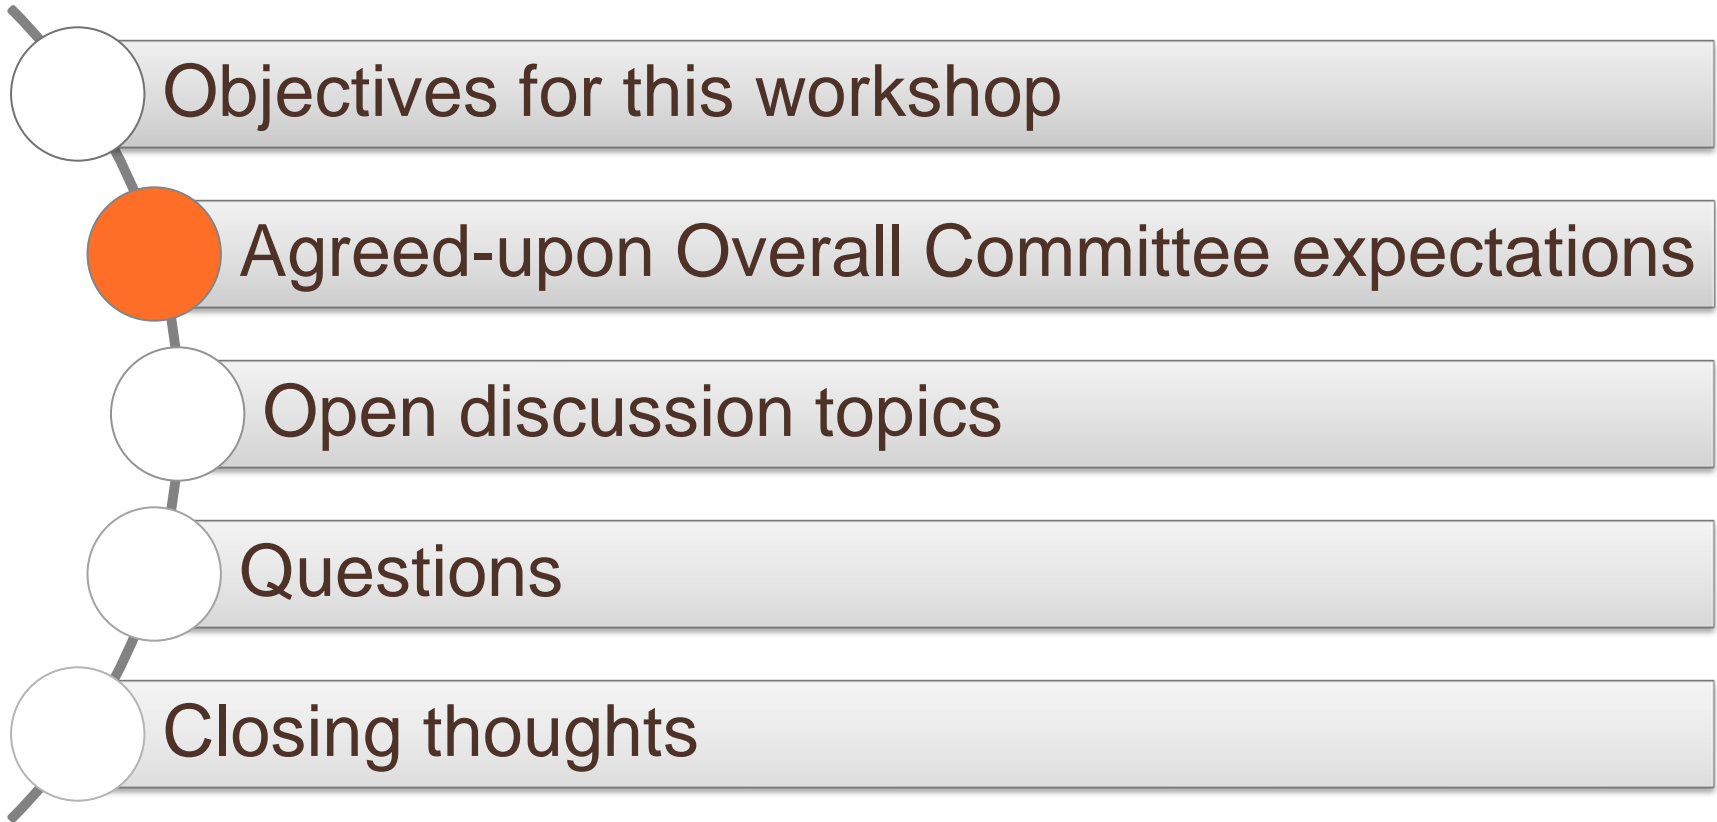 Objectives for this workshop
Agreed-upon Overall Committee expectations
Open discussion topics
Questions
Closing thoughts